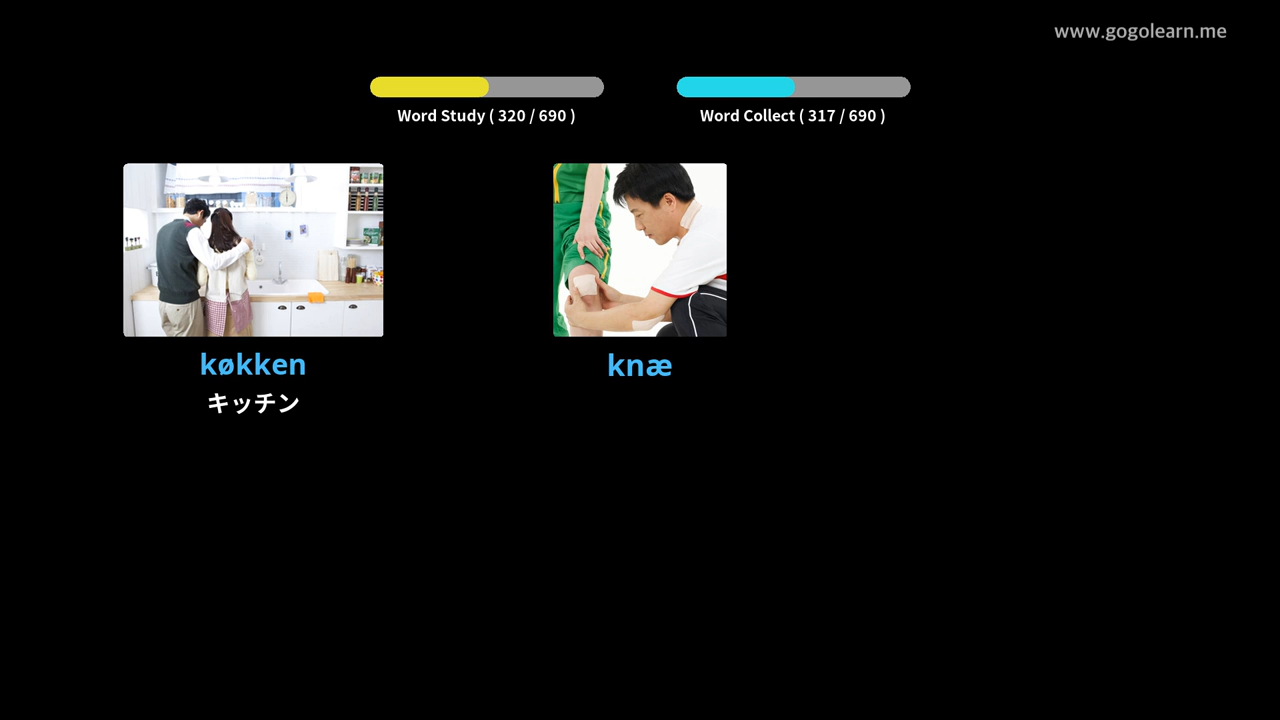 www.gogolearn.me
Word Study ( 320 / 690 )
Word Collect ( 317 / 690 )
køkken
キッチン
knæ